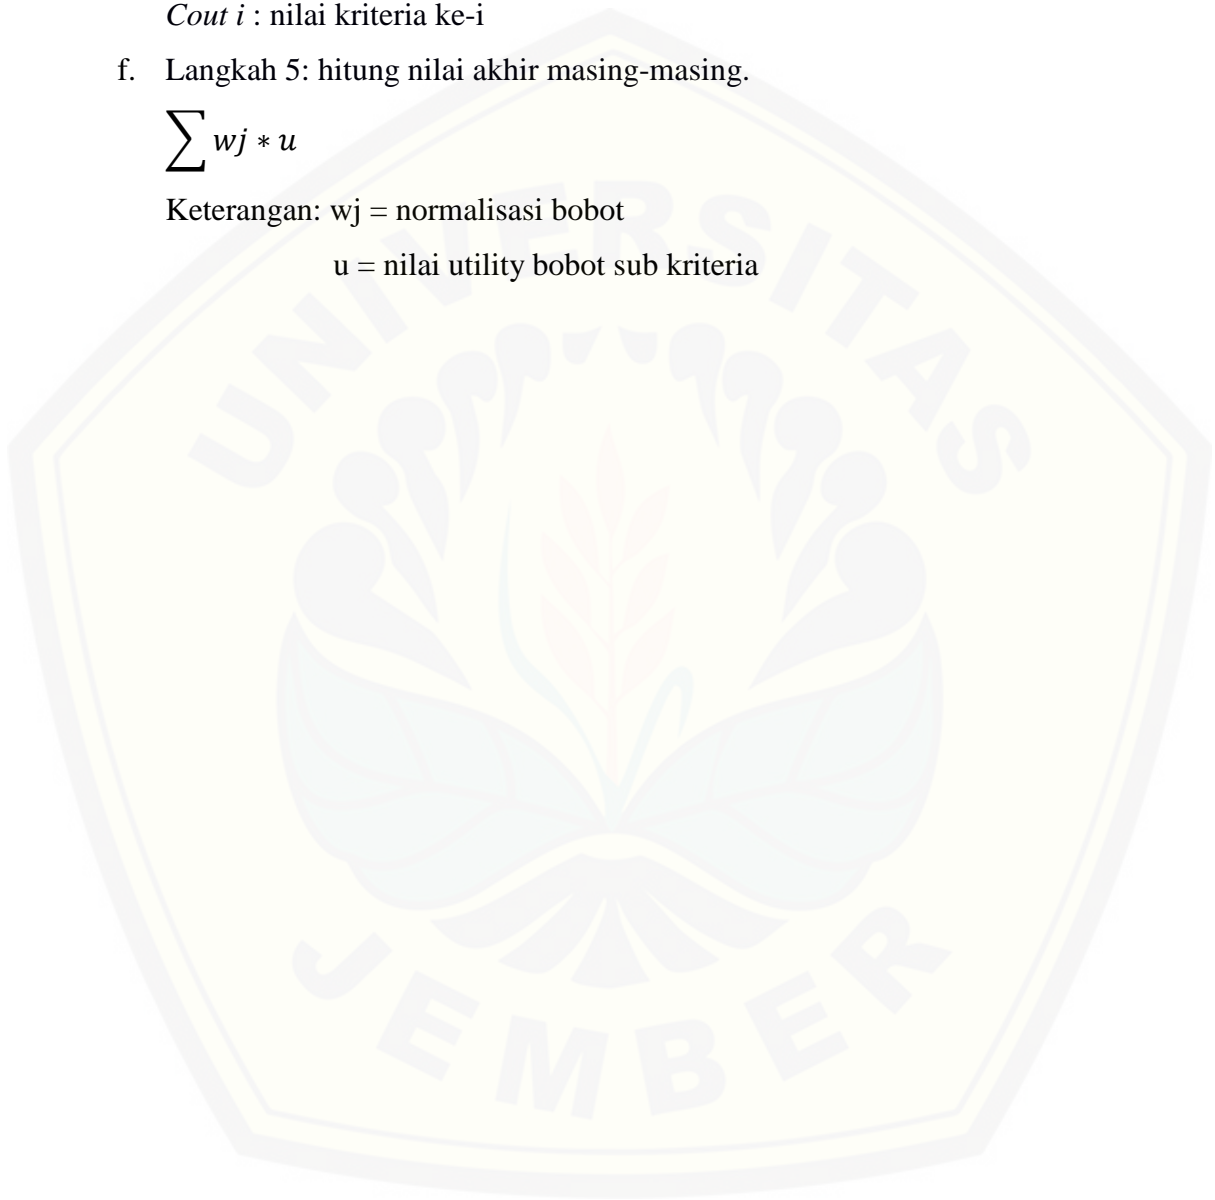 Cout i : nilai kriteria ke-i
f. Langkah 5: hitung nilai akhir masing-masing.
∑ wj ∗ u
Keterangan: wj = normalisasi bobot
u = nilai utility bobot sub kriteria
UNIVERSITAS
JEMBER